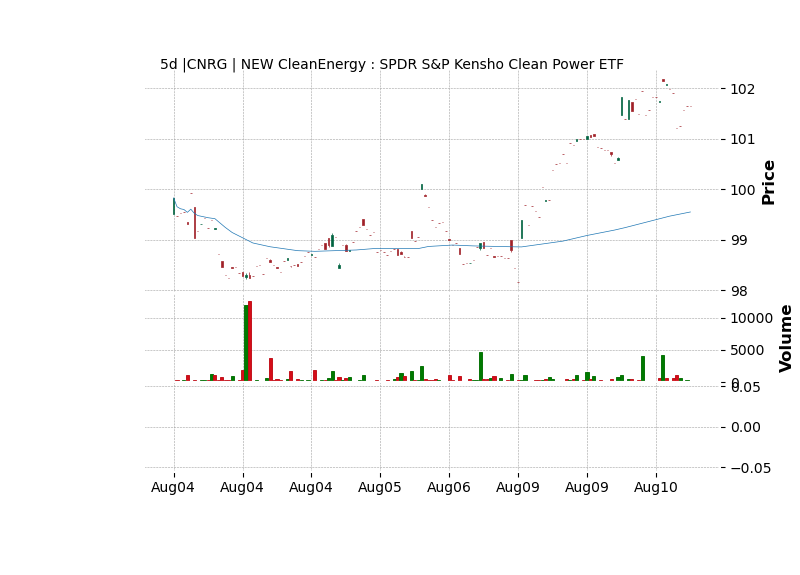 5d |CNRG | NEW CleanEnergy : SPDR S&P Kensho Clean Power ETF
102
101
100
99
98
Price
10000
5000
0
Volume
0.05
0.00
−0.05
Aug04 Aug04 Aug04 Aug05 Aug06 Aug09 Aug09 Aug10